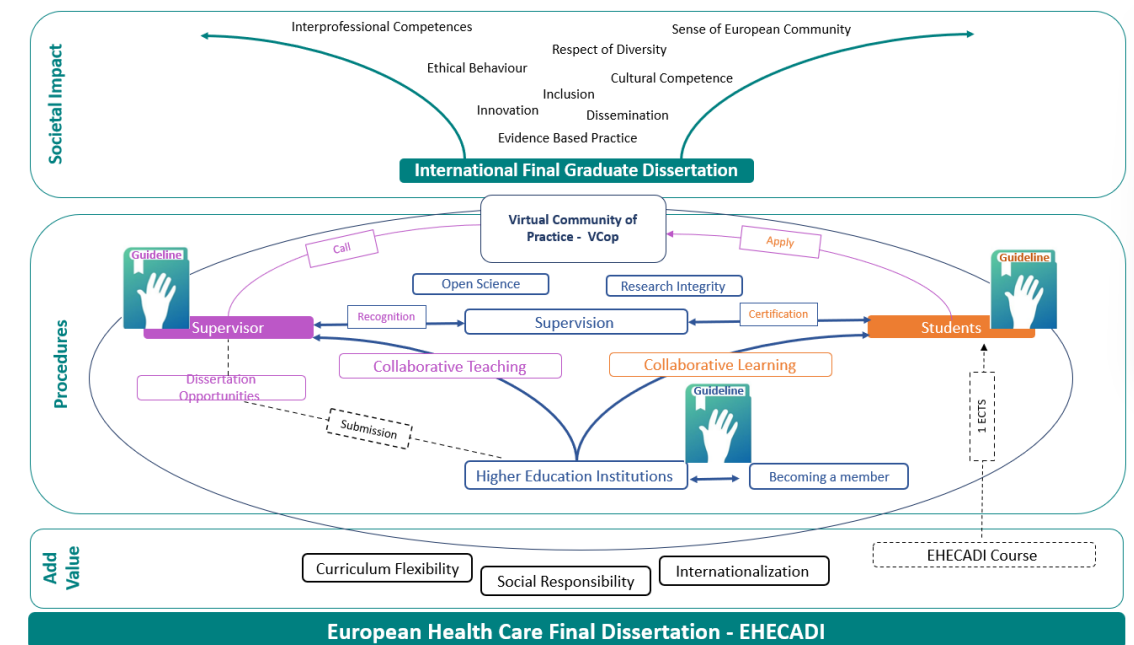 Societal Impact
Interprofessional Competences
Sense of European Community
Respect of Diversity
Ethical Behaviour
Cultural Competence
Inclusion
Innovation
Dissemination
Evidence Based Practice
International Final Graduate Dissertation
Procedures
Virtual Community of
Practice -  VCop
Call
Apply
Guideline
Guideline
Open Science
Research Integrity
Supervisor
Recognition
Supervision
Certification
Students
Collaborative Teaching
Collaborative Learning
Dissertation
Opportunities
Guideline
Submission
1 ECTS
Higher Education Institutions
Becoming a member
Add
Value
EHECADI Course
Curriculum Flexibility
Social Responsibility
Internationalization
European Health Care Final Dissertation - EHECADI